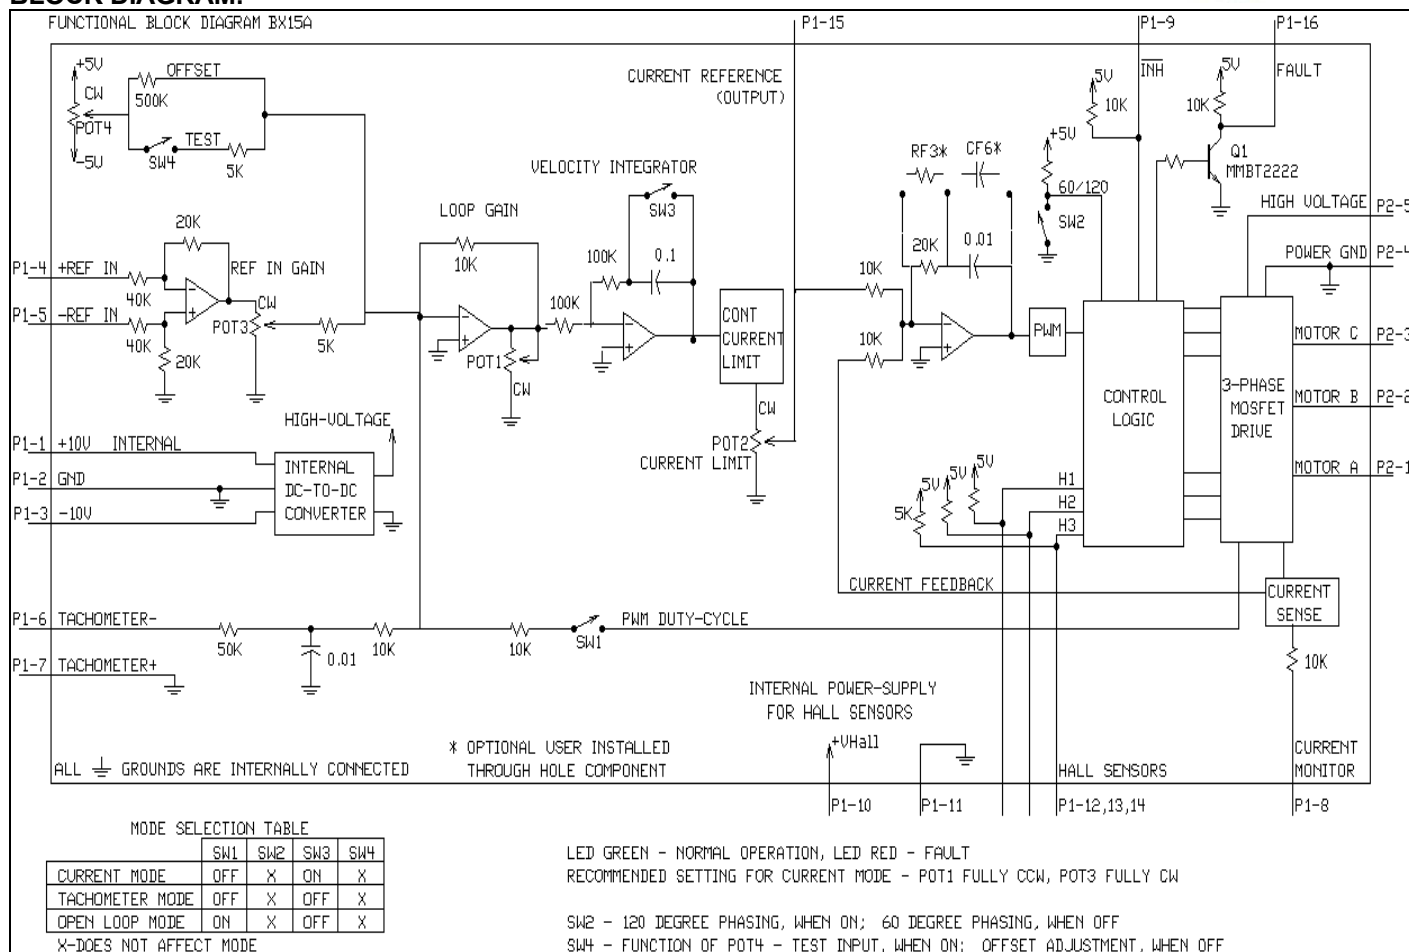 BLOCK DIAGRAM:
FUNCTIONAL BLOCK DIAGRAM BX15A
P1-15
P1-9
P1-16
+5V
OFFSET
CW
500K
POT4
TEST
-5V
SW4
5K
CURRENT REFERENCE
(OUTPUT)
5V
INH
10K
5V
FAULT
10K
+5V
Q1
MMBT2222
RF3*
CF6*
60/120
SW2
VELOCITY INTEGRATOR
SW3
LOOP GAIN
10K
100K
0.1
100K
20K
0.01
HIGH VOLTAGE
P2-5
POWER GND
P2-4
MOTOR C
P2-3
MOTOR B
P2-2
MOTOR A
P2-1
20K
P1-4
+REF IN
REF IN GAIN
40K
CW
P1-5
-REF IN
POT3
40K
20K
5K
POT1
CW
CONT
CURRENT
LIMIT
CW
POT2
CURRENT LIMIT
10K
10K
PWM
CONTROL
LOGIC
3-PHASE
MOSFET
DRIVE
HIGH-VOLTAGE
P1-1
+10V INTERNAL
P1-2
GND
P1-3
-10V
INTERNAL
DC-TO-DC
CONVERTER
5V
5V
5V
5K
H1
H2
H3
CURRENT FEEDBACK
CURRENT
SENSE
10K
P1-6
TACHOMETER-
50K
0.01
10K
10K
SW1
PWM DUTY-CYCLE
P1-7
TACHOMETER+
INTERNAL POWER-SUPPLY
FOR HALL SENSORS
+VHall
* OPTIONAL USER INSTALLED
THROUGH HOLE COMPONENT
ALL GROUNDS ARE INTERNALLY CONNECTED
HALL SENSORS
CURRENT
MONITOR
P1-10
P1-11
P1-12,13,14
P1-8
MODE SELECTION TABLE
SW1 SW2 SW3 SW4
CURRENT MODE OFF X ON X
TACHOMETER MODE OFF X OFF X
OPEN LOOP MODE ON X OFF X
X-DOES NOT AFFECT MODE
LED GREEN - NORMAL OPERATION, LED RED - FAULT
RECOMMENDED SETTING FOR CURRENT MODE - POT1 FULLY CCW, POT3 FULLY CW
SW2 - 120 DEGREE PHASING, WHEN ON; 60 DEGREE PHASING, WHEN OFF
SW4 - FUNCTION OF POT4 - TEST INPUT, WHEN ON; OFFSET ADJUSTMENT, WHEN OFF